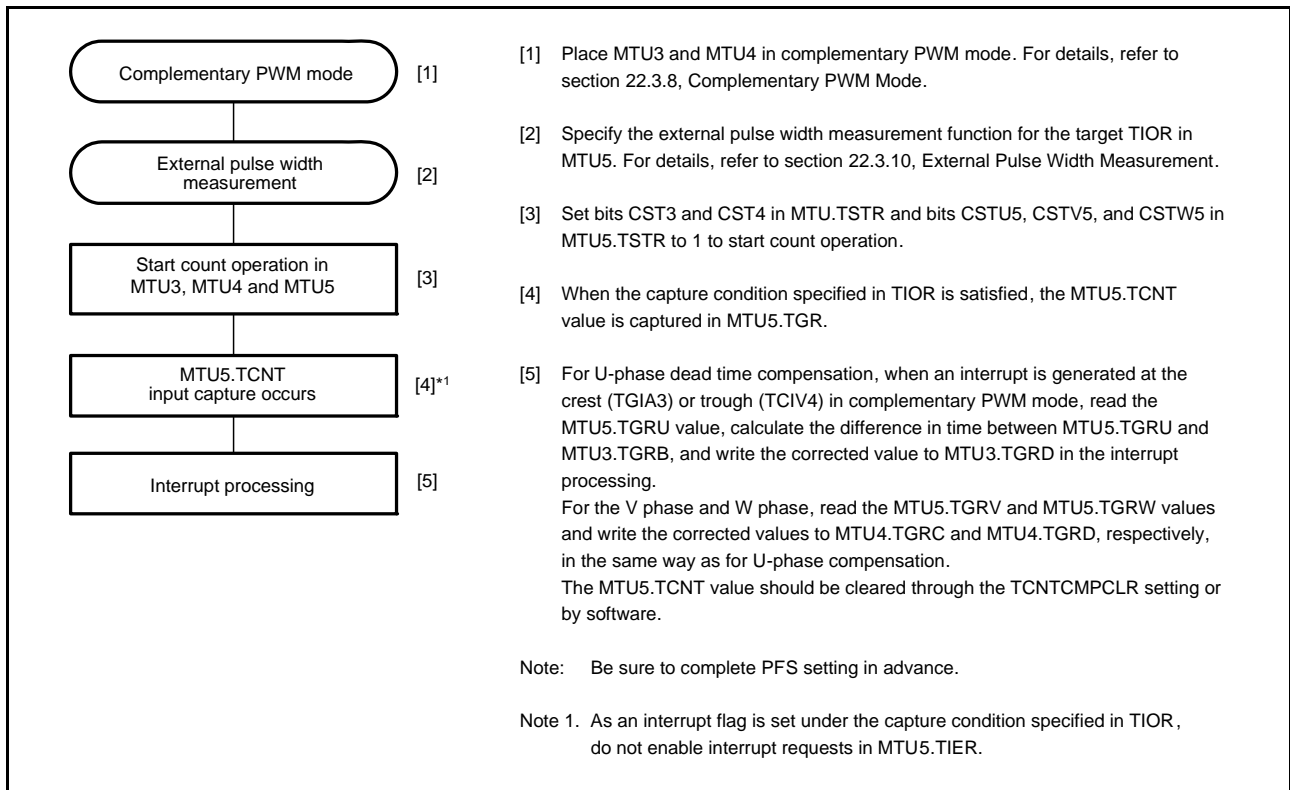 Complementary PWM mode [1]
External pulse width
measurement
[2]
Start count operation in
MTU3, MTU4 and MTU5
[3]
MTU5.TCNT
input capture occurs
[4]*1
Interrupt processing [5]
[1] Place MTU3 and MTU4 in complementary PWM mode. For details, refer to
section 22.3.8, Complementary PWM Mode.
[2] Specify the external pulse width measurement function for the target TIOR in
MTU5. For details, refer to section 22.3.10, External Pulse Width Measurement.
[3] Set bits CST3 and CST4 in MTU.TSTR and bits CSTU5, CSTV5, and CSTW5 in
MTU5.TSTR to 1 to start count operation.
[4] When the capture condition specified in TIOR is satisfied, the MTU5.TCNT
value is captured in MTU5.TGR.
[5] For U-phase dead time compensation, when an interrupt is generated at the
crest (TGIA3) or trough (TCIV4) in complementary PWM mode, read the
MTU5.TGRU value, calculate the difference in time between MTU5.TGRU and
MTU3.TGRB, and write the corrected value to MTU3.TGRD in the interrupt
processing.
For the V phase and W phase, read the MTU5.TGRV and MTU5.TGRW values
and write the corrected values to MTU4.TGRC and MTU4.TGRD, respectively,
in the same way as for U-phase compensation.
The MTU5.TCNT value should be cleared through the TCNTCMPCLR setting or
by software.
Note: Be sure to complete PFS setting in advance.
Note 1. As an interrupt flag is set under the capture condition specified in TIOR,
do not enable interrupt requests in MTU5.TIER.